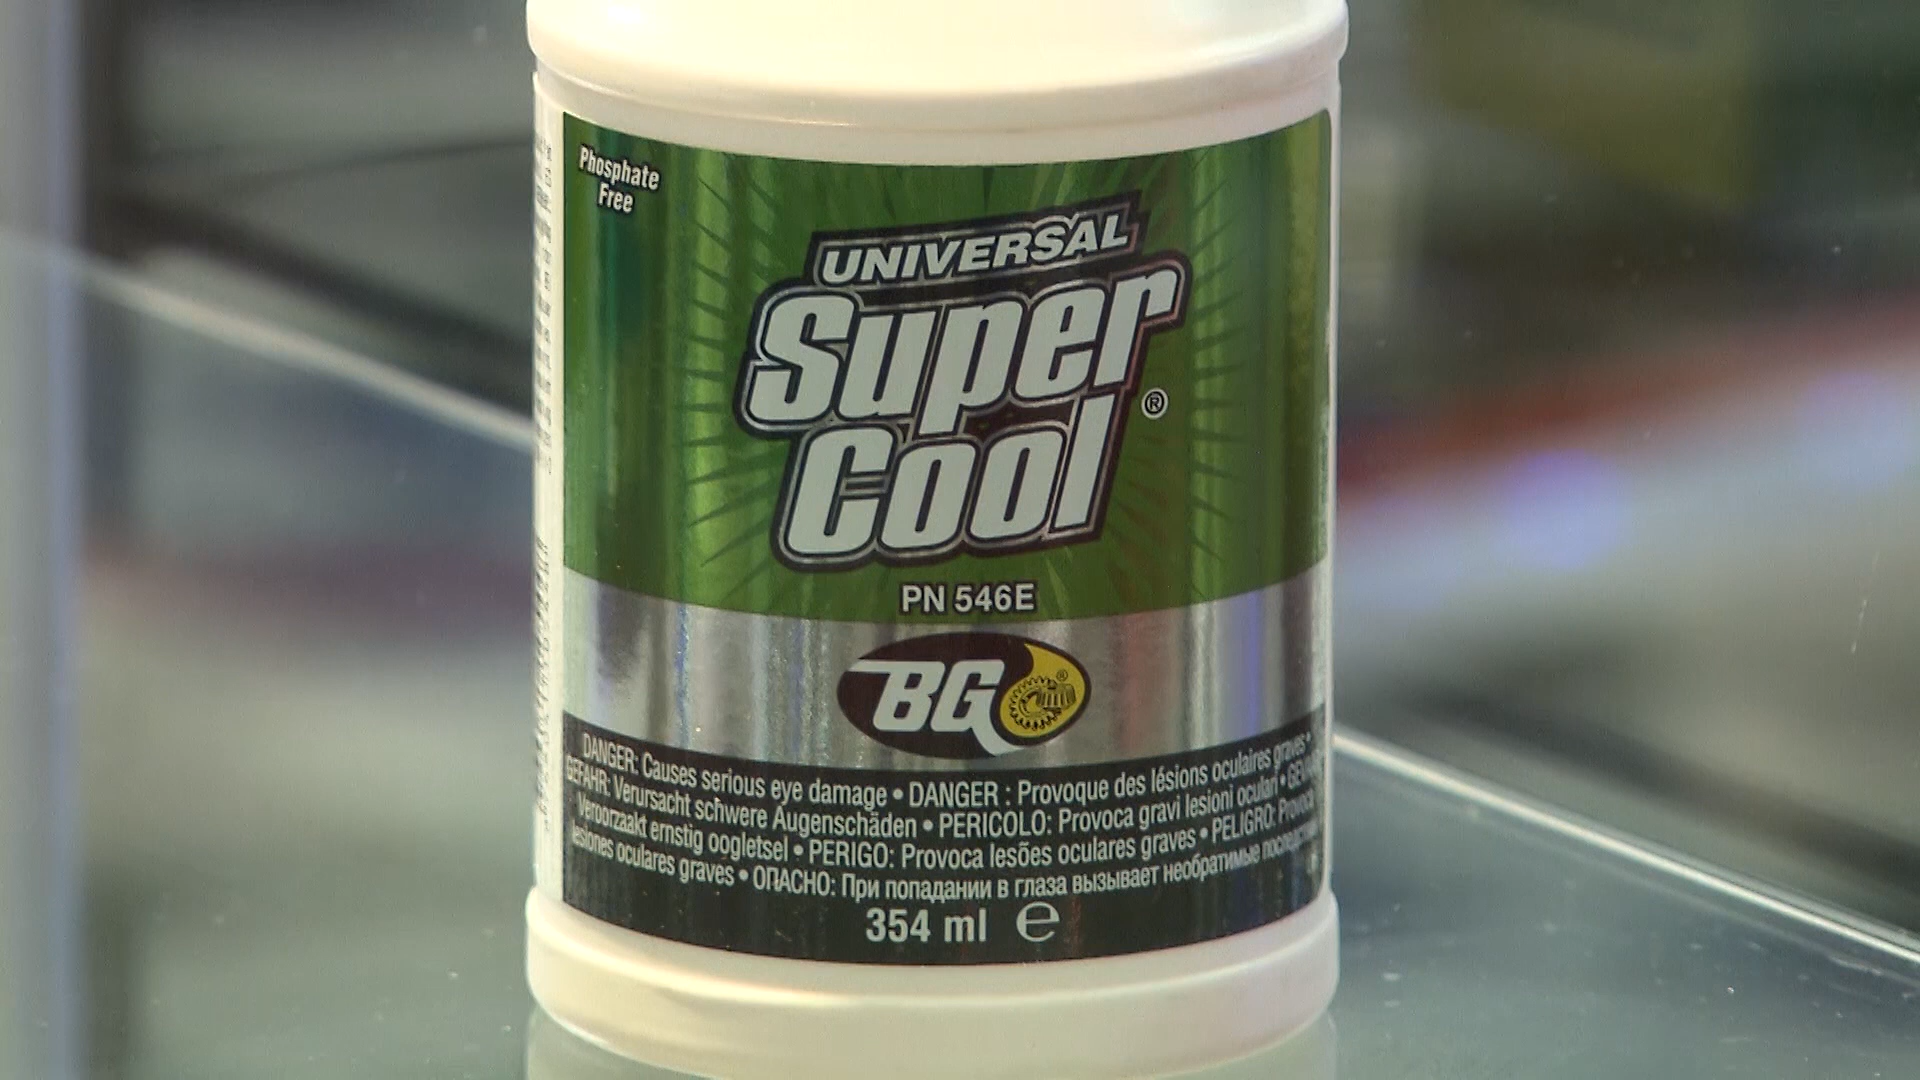 Phosphate
Free
UNIVERSAL
Super
Cool
®
PN 546E
BG
®
DANGER: Causes serious eye damage • DANGER : Provoque des lésions oculaires graves •
GEFAHR: Verursacht schwere Augenschäden • PERICOLO: Provoca gravi lesioni oculari •
Veroorzaakt ernstig oogletsel • PERIGO: Provoca lesões oculares graves • PELIGRO: Provoca
lesiones oculares graves • ОПАСНО: При попадании в глаза вызывает необратимые
354 ml ℮